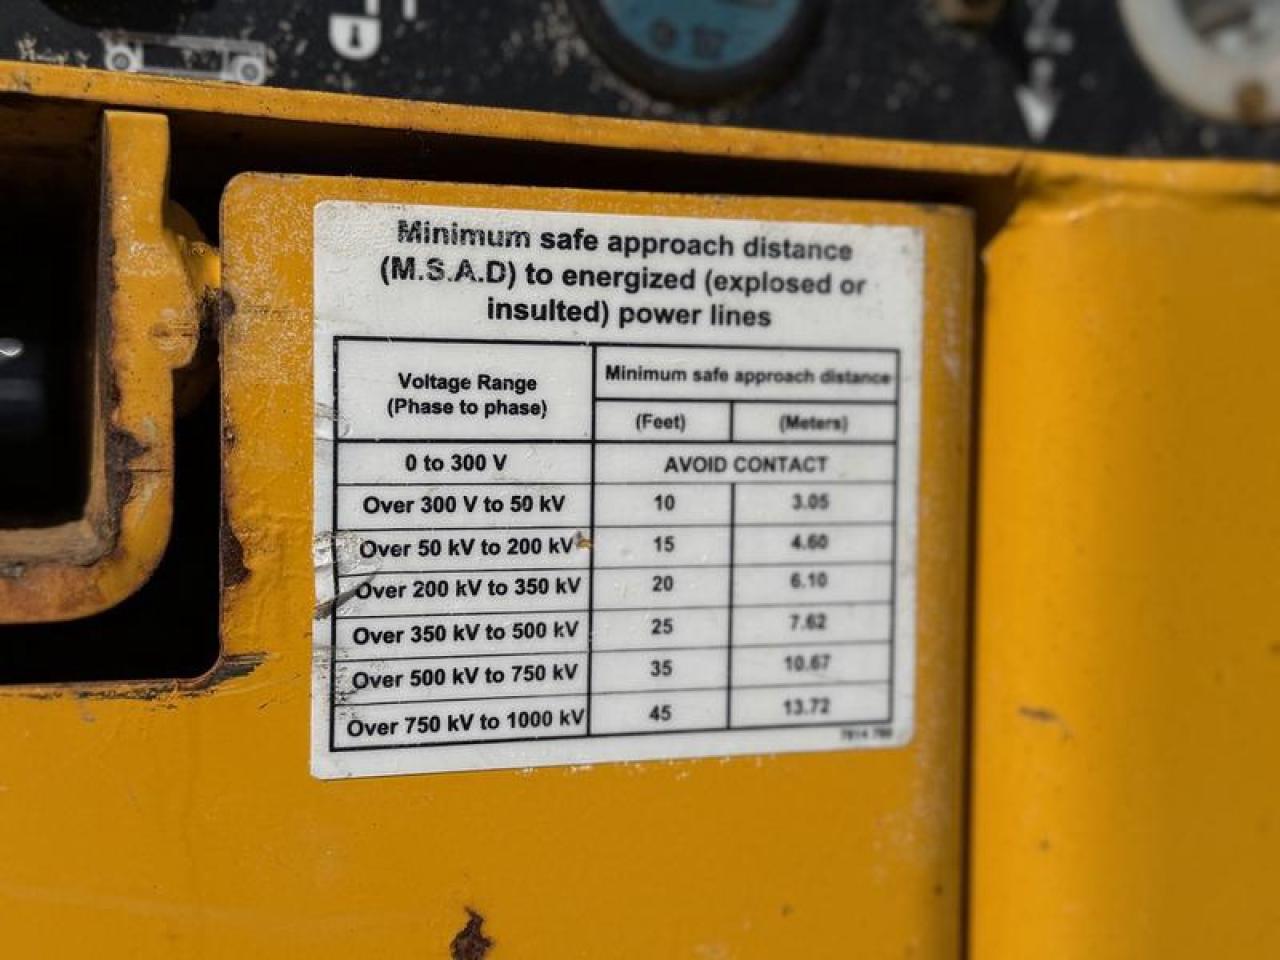 Minimum safe approach distance
(M.S.A.D) to energized (explosed or
insulted) power lines
Voltage Range
(Phase to phase)
Minimum safe approach distance
(Feet) (Meters)
0 to 300 V AVOID CONTACT
Over 300 V to 50 kV 10 3.05
Over 50 kV to 200 kV 15 4.60
Over 200 kV to 350 kV 20 6.10
Over 350 kV to 500 kV 25 7.62
Over 500 kV to 750 kV 35 10.67
Over 750 kV to 1000 kV 45 13.72